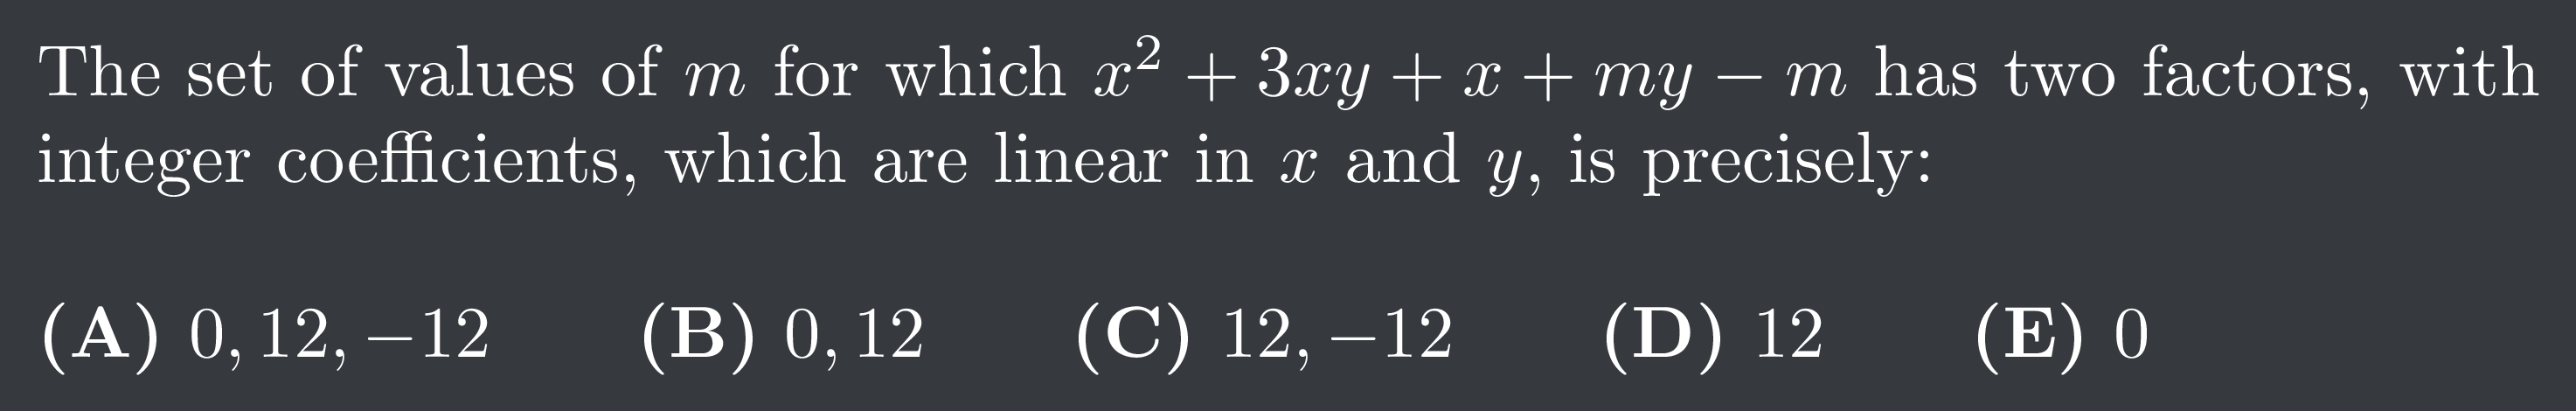 The set of values of m for which x² + 3xy + x + my − m has two factors, with
integer coefficients, which are linear in x and y, is precisely:
(A) 0, 12, −12 (B) 0, 12 (C) 12, −12 (D) 12 (E) 0